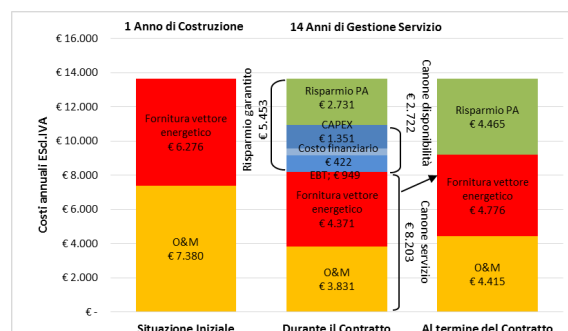 1 Anno di Costruzione
14 Anni di Gestione Servizio
€ 16.000
€ 14.000
€ 12.000
€ 10.000
€ 8.000
€ 6.000
€ 4.000
€ 2.000
€ -
Costi annuali EScl.IVA
Fornitura vettore
energetico
€ 6.276
O&M
€ 7.380
Situazione Iniziale
Risparmio garantito
€ 5.453
Risparmio PA
€ 2.731
CAPEX
€ 1.351
Costo finanziario
€ 422
EBT; € 949
Fornitura vettore
energetico
€ 4.371
O&M
€ 3.831
Durante il Contratto
Canone disponibilità
€ 2.722
Canone servizio
€ 8.203
Risparmio PA
€ 4.465
Fornitura vettore
energetico
€ 4.776
O&M
€ 4.415
Al termine del Contratto